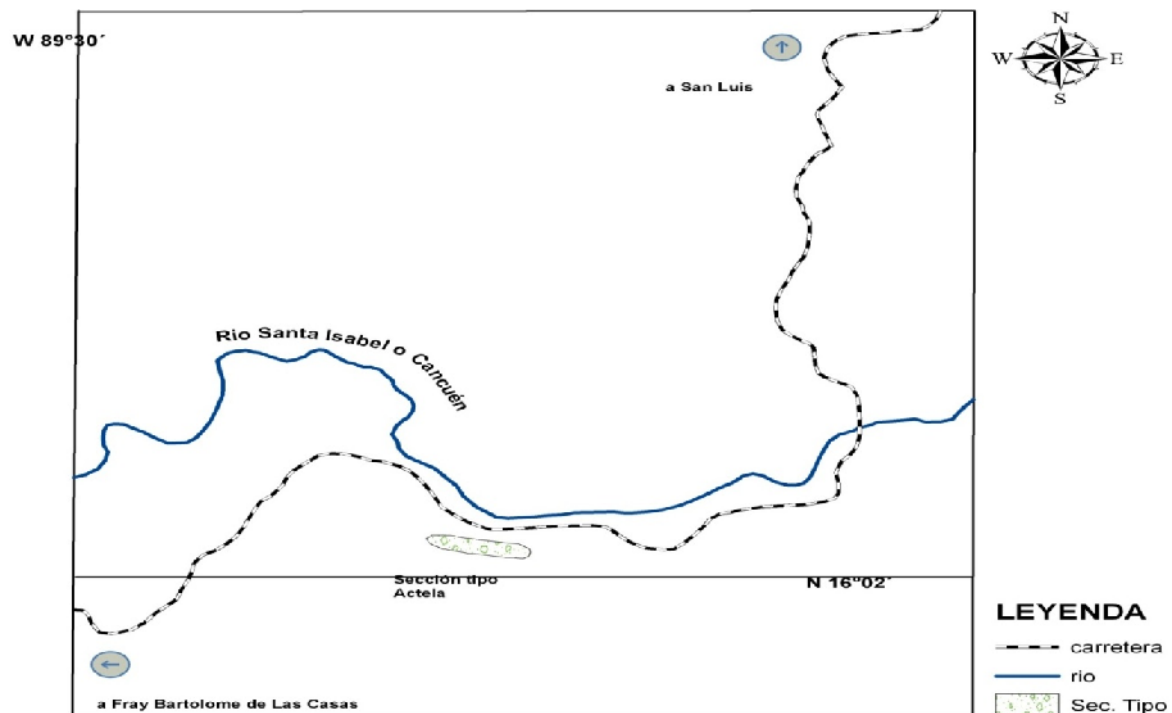 N
W 89°30´
W E
S
a San Luis
Rio Santa Isabel o Cancuén
Sección tipo
Actela
N 16°02´
LEYENDA
carretera
rio
Sec. Tipo
a Fray Bartolome de Las Casas